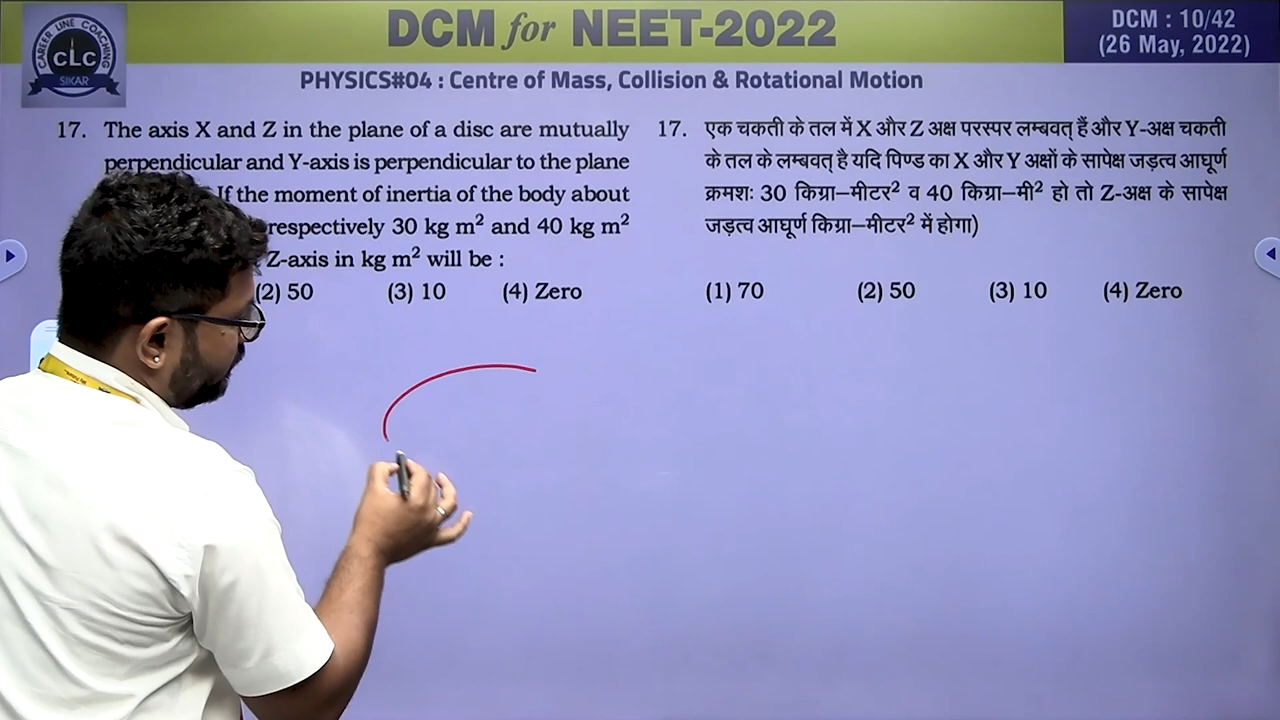 CAREER LINE COACHING
CLC
SIKAR
DCM for NEET-2022
DCM : 10/42
(26 May, 2022)
PHYSICS#04 : Centre of Mass, Collision & Rotational Motion
17. The axis X and Z in the plane of a disc are mutually
perpendicular and Y-axis is perpendicular to the plane
If the moment of inertia of the body about
respectively 30 kg m² and 40 kg m²
Z-axis in kg m² will be :
(2) 50 (3) 10 (4) Zero
17. एक चकती के तल में X और Z अक्ष परस्पर लम्बवत् हैं और Y-अक्ष चकती
के तल के लम्बवत् है यदि पिण्ड का X और Y अक्षों के सापेक्ष जड़त्व आघूर्ण
क्रमशः 30 किग्रा–मीटर² व 40 किग्रा–मी² हो तो Z-अक्ष के सापेक्ष
जड़त्व आघूर्ण किग्रा–मीटर² में होगा)
(1) 70 (2) 50 (3) 10 (4) Zero